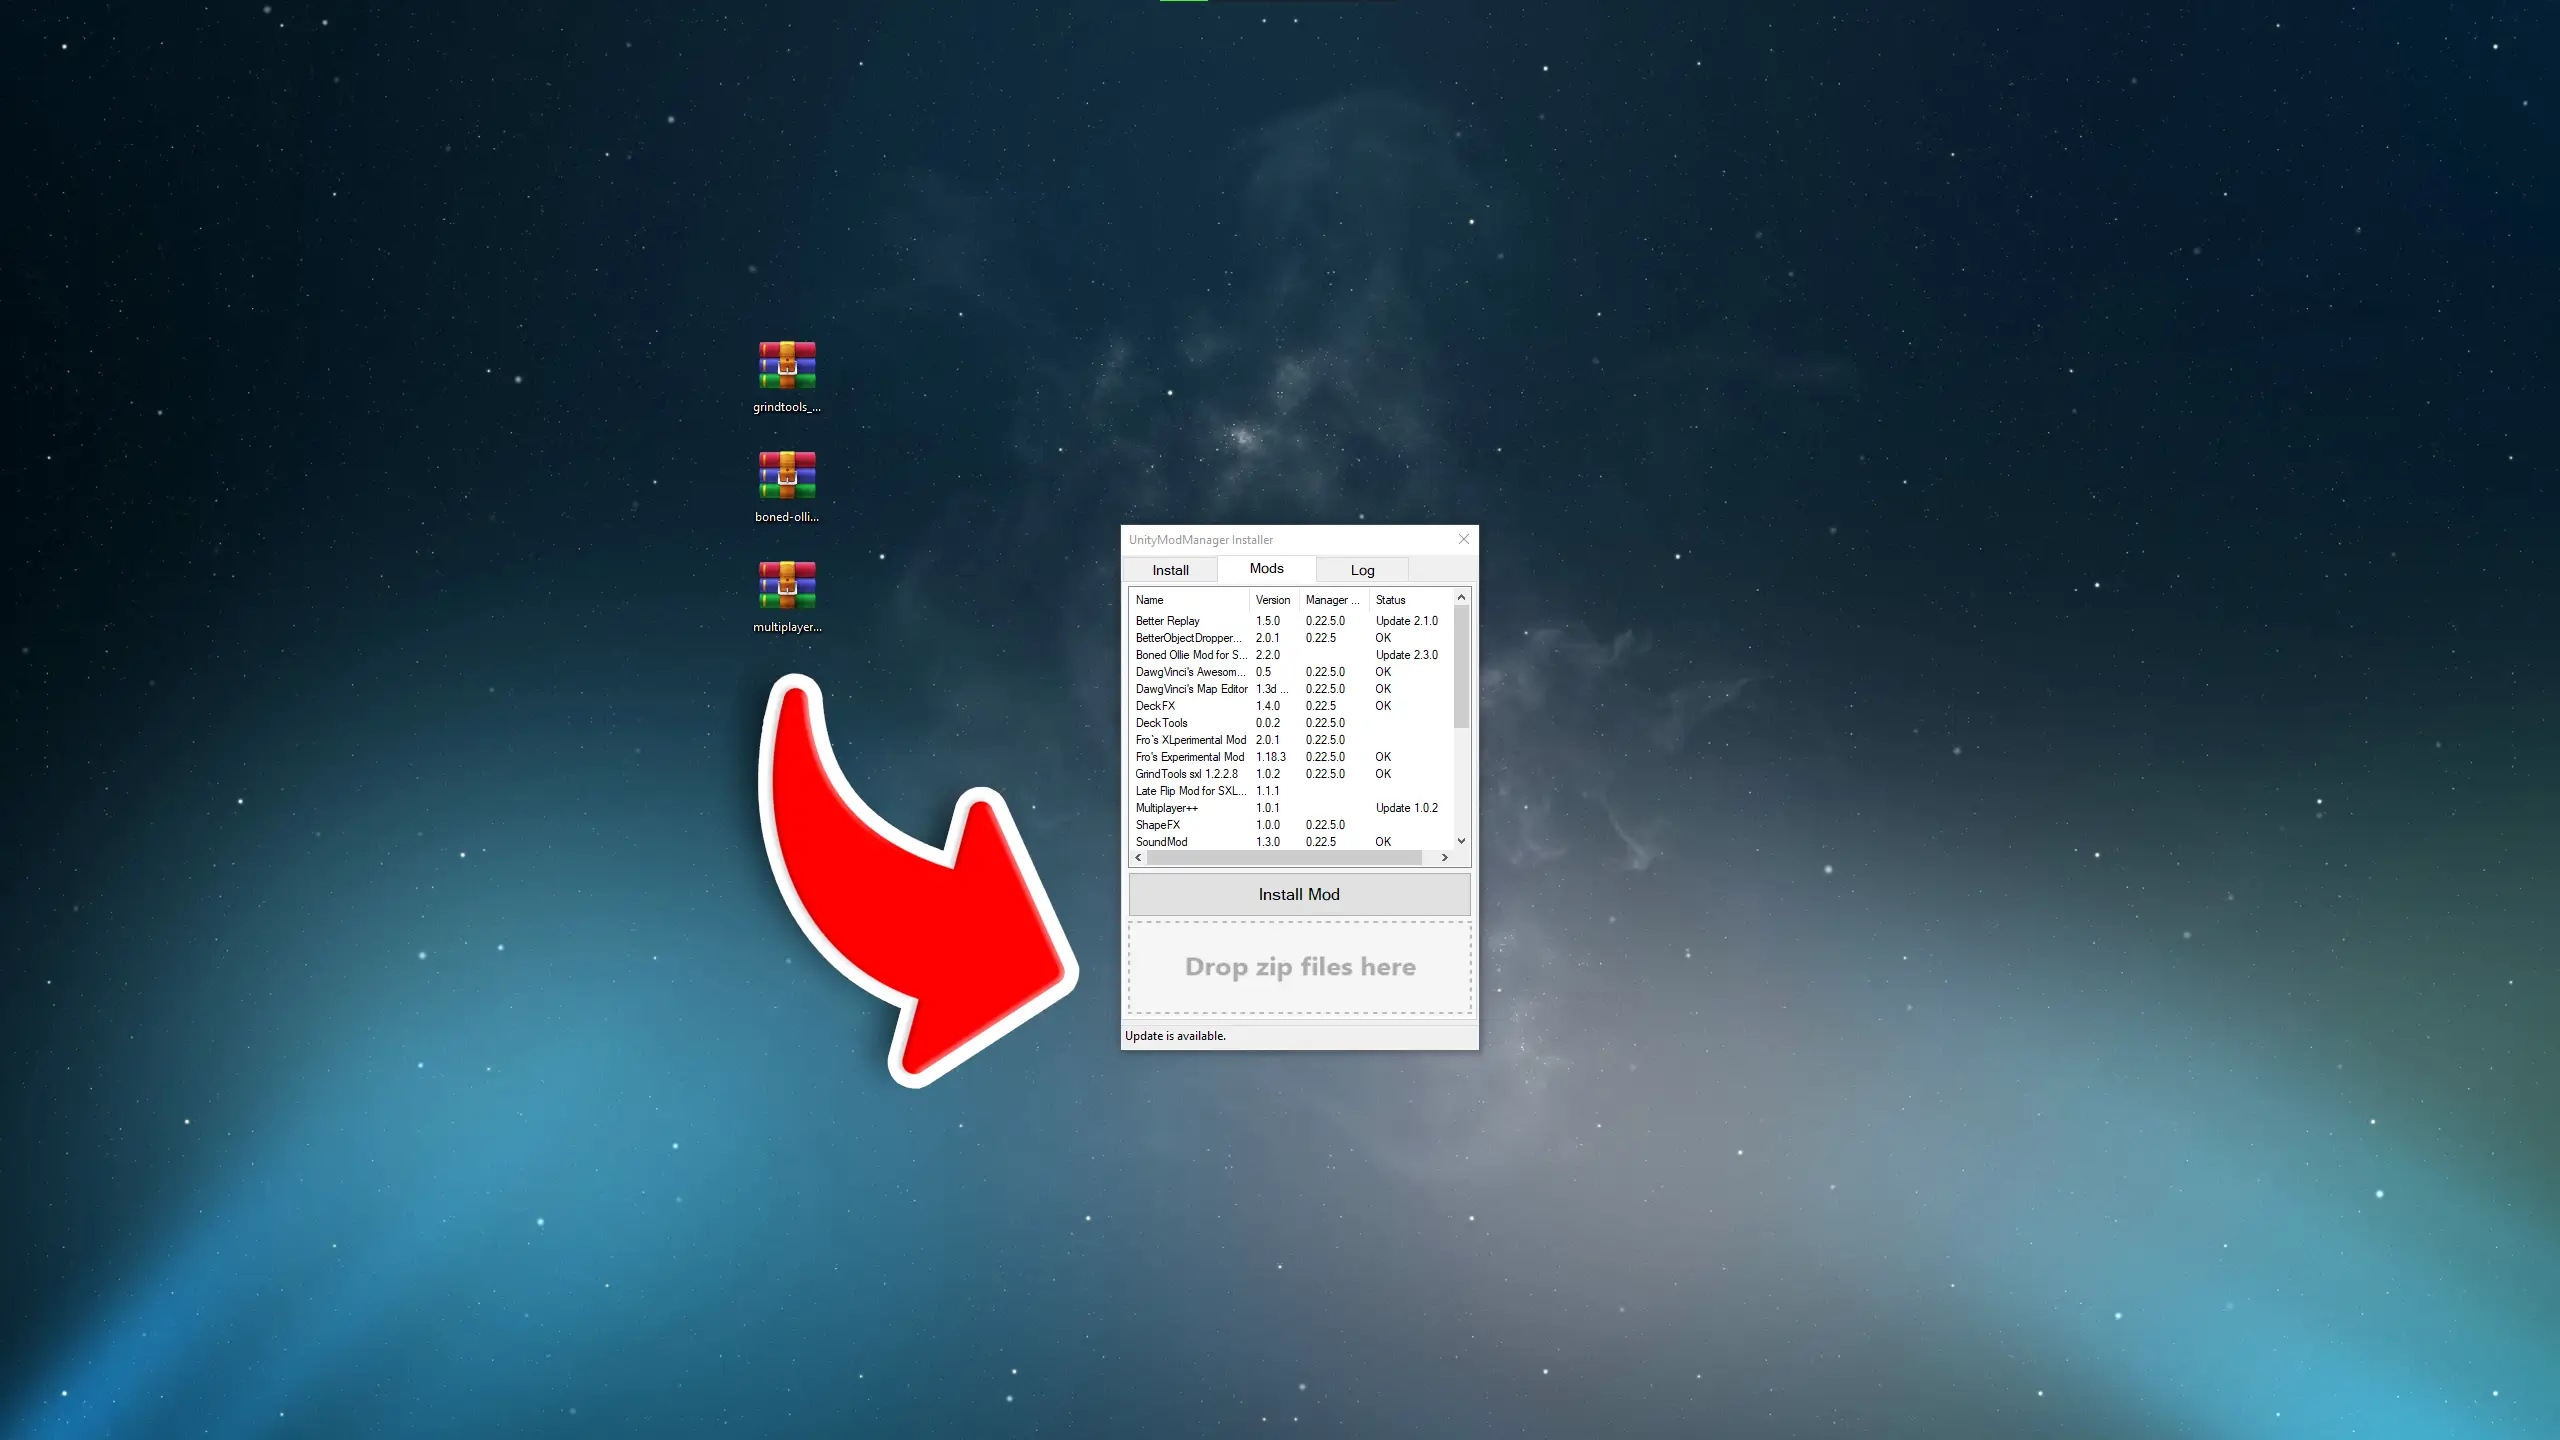 grindtools_...
boned-olli...
multiplayer...
UnityModManager Installer
Install Mods Log
Name Version Manager ... Status
Better Replay 1.5.0 0.22.5.0 Update 2.1.0
BetterObjectDropper... 2.0.1 0.22.5 OK
Boned Ollie Mod for S... 2.2.0 Update 2.3.0
DawgVinci's Awesom... 0.5 0.22.5.0 OK
DawgVinci's Map Editor 1.3d ... 0.22.5.0 OK
DeckFX 1.4.0 0.22.5 OK
DeckTools 0.0.2 0.22.5.0
Fro`s XLperimental Mod 2.0.1 0.22.5.0
Fro's Experimental Mod 1.18.3 0.22.5.0 OK
GrindTools sxl 1.2.2.8 1.0.2 0.22.5.0 OK
Late Flip Mod for SXL... 1.1.1
Multiplayer++ 1.0.1 Update 1.0.2
ShapeFX 1.0.0 0.22.5.0
SoundMod 1.3.0 0.22.5 OK
Install Mod
Drop zip files here
Update is available.